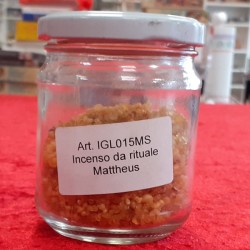 Art. IGL015MS
Incenso da rituale
Mattheus